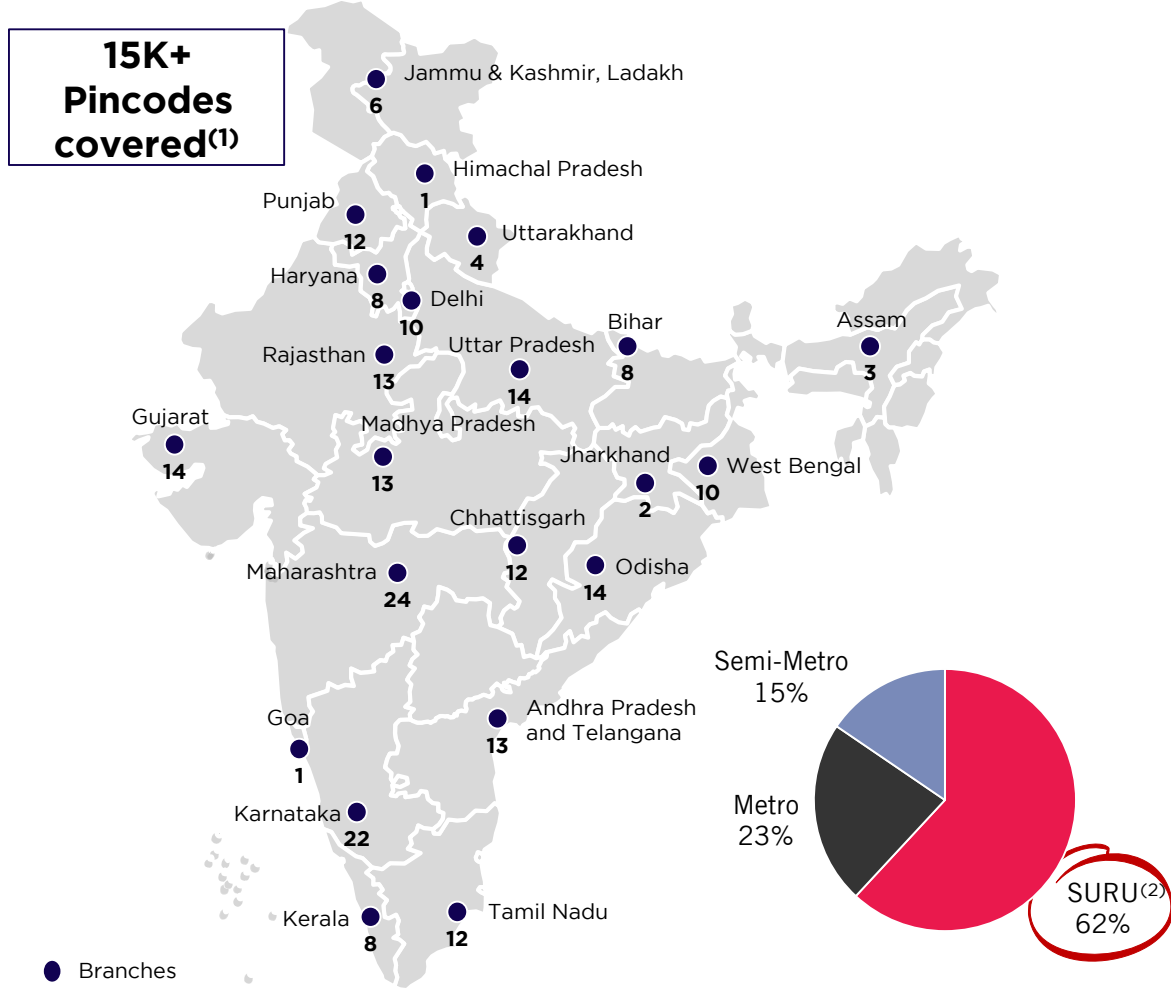 15K+
Pincodes
covered(1)
Jammu & Kashmir, Ladakh
6
Himachal Pradesh
1
Punjab
12
Uttarakhand
4
Haryana
8
Delhi
10
Rajasthan
13
Uttar Pradesh
14
Bihar
8
Assam
3
Gujarat
14
Madhya Pradesh
13
Jharkhand
2
West Bengal
10
Chhattisgarh
12
Odisha
14
Maharashtra
24
Andhra Pradesh
and Telangana
13
Goa
1
Karnataka
22
Kerala
8
Tamil Nadu
12
Branches
Semi-Metro
15%
Metro
23%
SURU(2)
62%